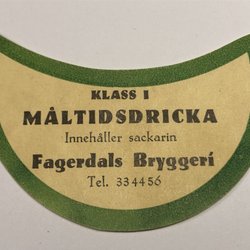 KLASS I
MÅLTIDSDRICKA
Innehåller sackarin
Fagerdals Bryggeri
Tel. 334456